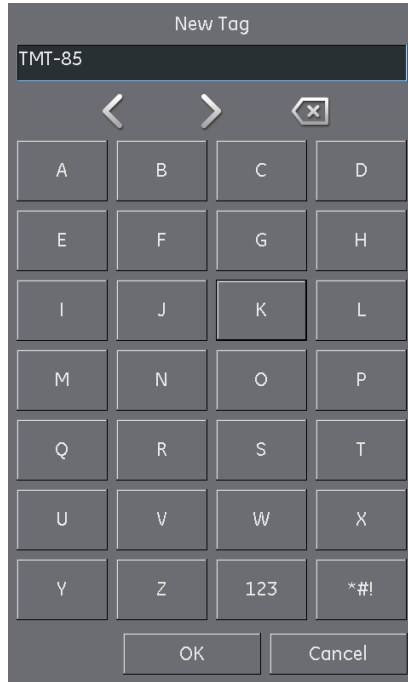 New Tag
TMT-85
A B C D
E F G H
I J K L
M N O P
Q R S T
U V W X
Y Z 123 *#!
OK Cancel